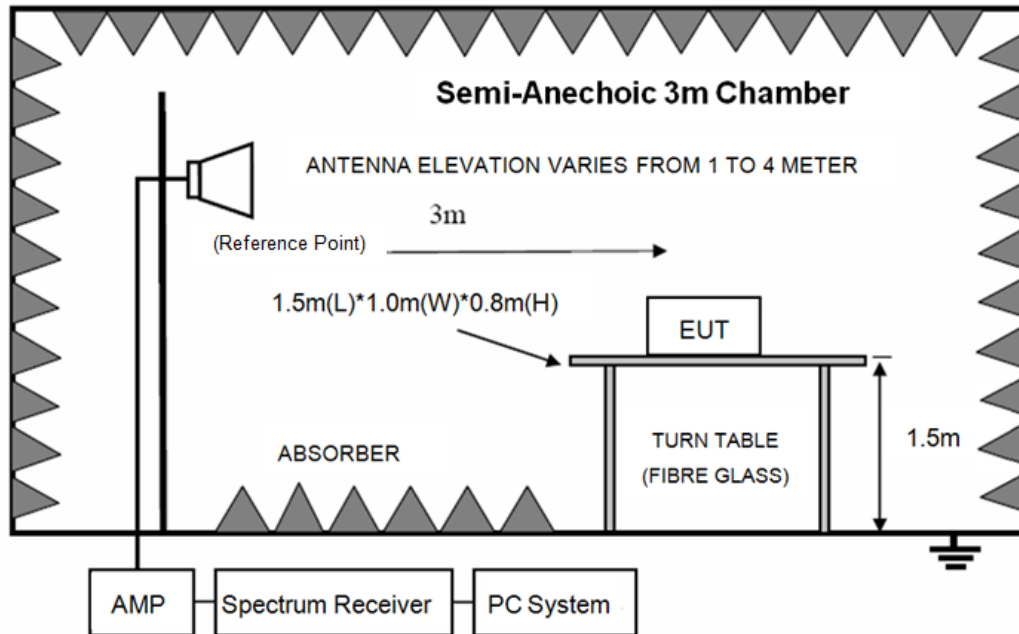 Semi-Anechoic 3m Chamber
ANTENNA ELEVATION VARIES FROM 1 TO 4 METER
3m
(Reference Point)
1.5m(L)*1.0m(W)*0.8m(H)
EUT
1.5m
TURN TABLE
(FIBRE GLASS)
ABSORBER
AMP
Spectrum Receiver
PC System